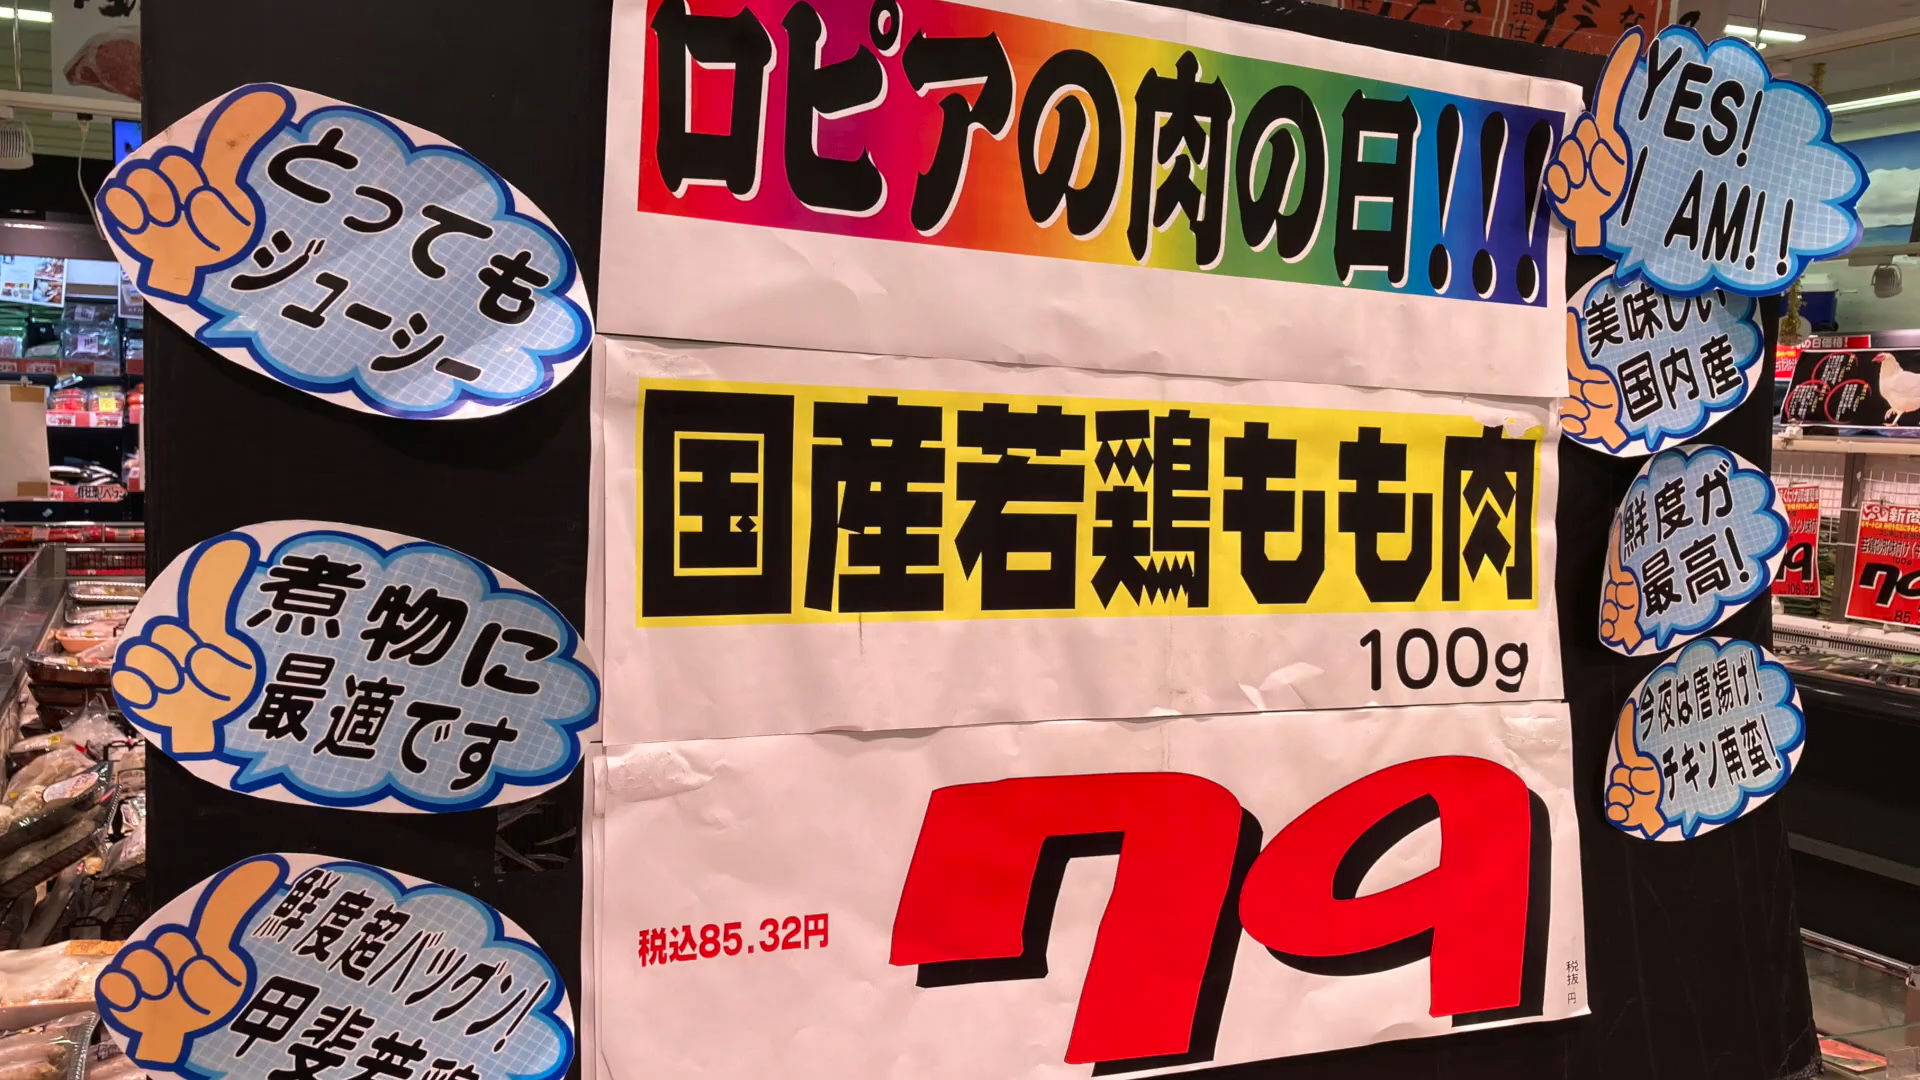 ロピアの肉の日!!!
国産若鶏もも肉
100g
79
税抜
円
税込85.32円
とっても
ジューシー
煮物に
最適です
鮮度超バツグン!
甲斐若鶏
YES!
I AM!!
美味しい
国内産
鮮度が
最高!
今夜は唐揚げ!
チキン南蛮!